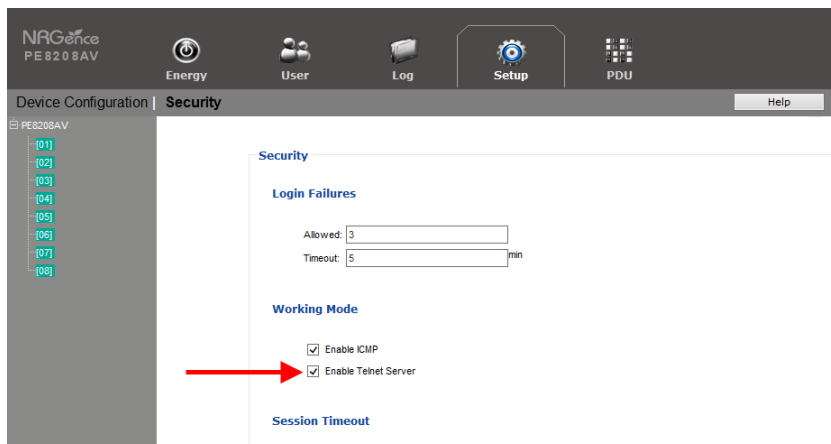 NRGence
PE8208AV
Energy User Log Setup PDU
Device Configuration | Security Help
PE8208AV
[01]
[02]
[03]
[04]
[05]
[06]
[07]
[08]
Security
Login Failures
Allowed: 3
Timeout: 5 min
Working Mode
Enable ICMP
Enable Telnet Server
Session Timeout